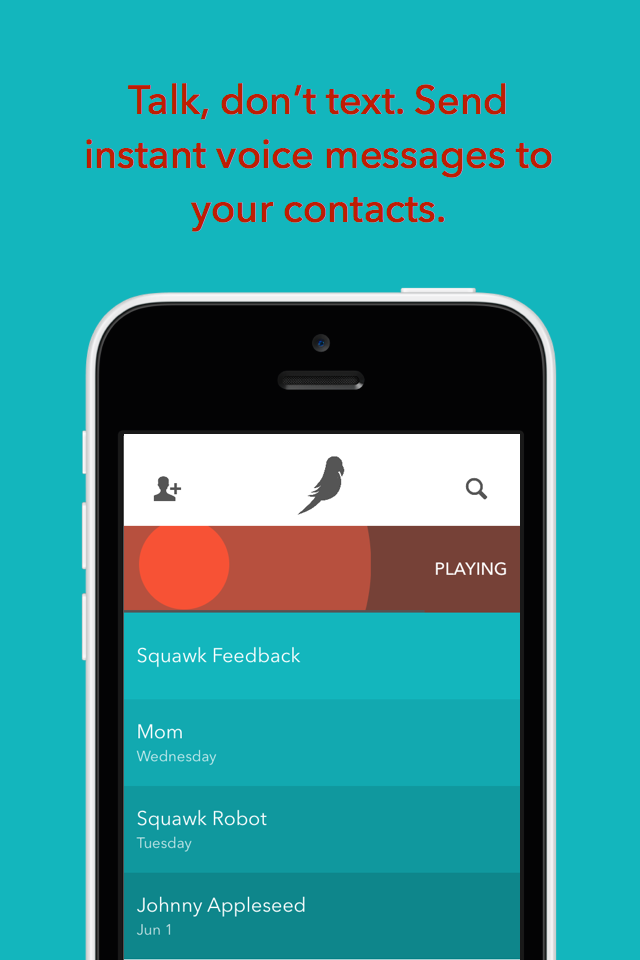 Talk, don’t text. Send
instant voice messages to
your contacts.
PLAYING
Squawk Feedback
Mom
Wednesday
Squawk Robot
Tuesday
Johnny Appleseed
Jun 1